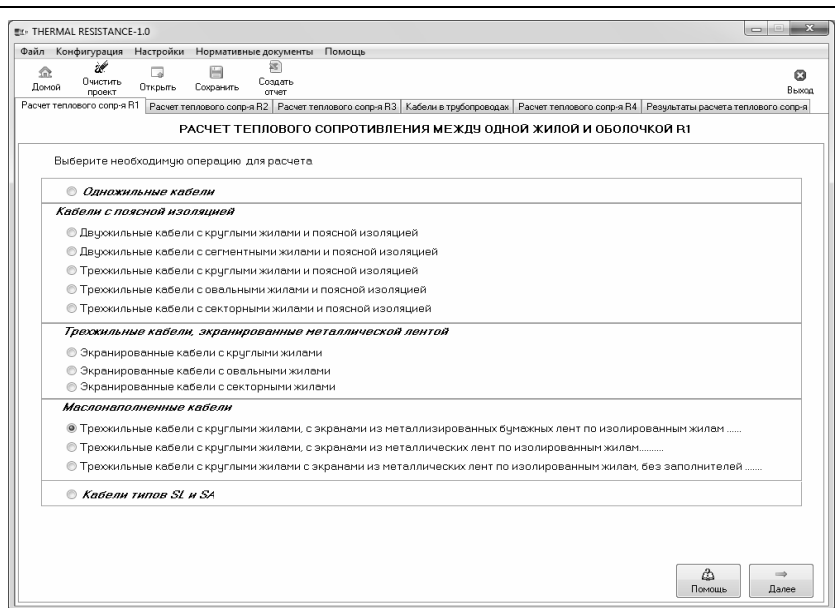 THERMAL RESISTANCE-1.0
Файл Конфигурация Настройки Нормативные документы Помощь
Домой Очистить проект Открыть Сохранить Создать отчет Выход
Расчет теплового сопр-я R1 Расчет теплового сопр-я R2 Расчет теплового сопр-я R3 Кабели в трубопроводах Расчет теплового сопр-я R4 Результаты расчета теплового сопр-я
РАСЧЕТ ТЕПЛОВОГО СОПРОТИВЛЕНИЯ МЕЖДУ ОДНОЙ ЖИЛОЙ И ОБОЛОЧКОЙ R1
Выберите необходимую операцию для расчета
Одножильные кабели
Кабели с поясной изоляцией
Двухжильные кабели с круглыми жилами и поясной изоляцией
Двухжильные кабели с сегментными жилами и поясной изоляцией
Трехжильные кабели с круглыми жилами и поясной изоляцией
Трехжильные кабели с овальными жилами и поясной изоляцией
Трехжильные кабели с секторными жилами и поясной изоляцией
Трехжильные кабели, экранированные металлической лентой
Экранированные кабели с круглыми жилами
Экранированные кабели с овальными жилами
Экранированные кабели с секторными жилами
Маслонаполненные кабели
Трехжильные кабели с круглыми жилами, с экранами из металлизированных бумажных лент по изолированным жилам ......
Трехжильные кабели с круглыми жилами, с экранами из металлических лент по изолированным жилам..........
Трехжильные кабели с круглыми жилами с экранами из металлических лент по изолированным жилам, без заполнителей .......
Кабели типов SL и SA
Помощь Далее